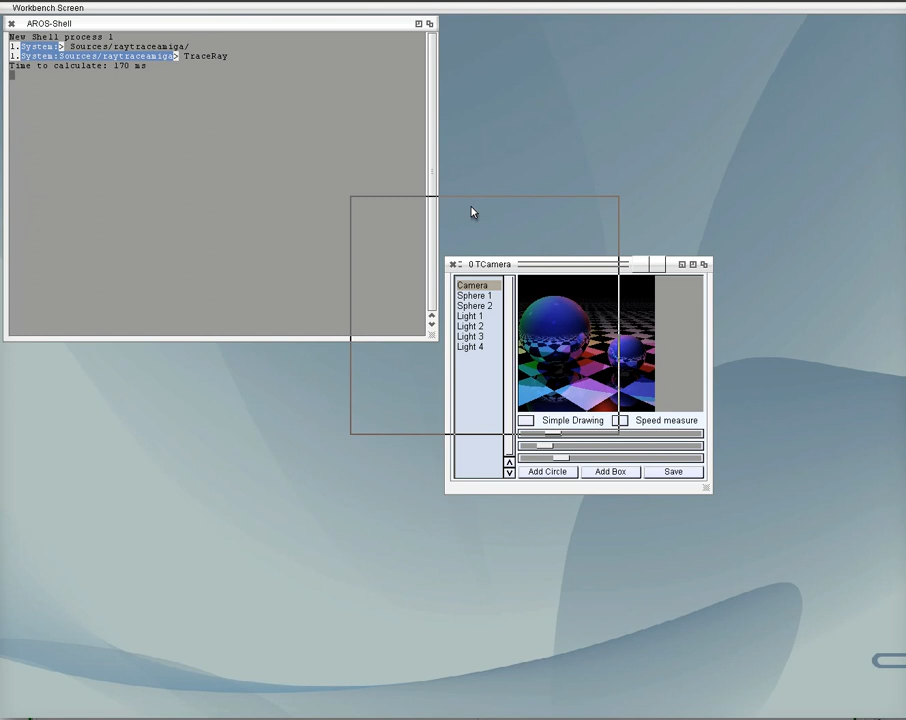 Workbench Screen
AROS-Shell
New Shell process 1
1.System:> Sources/raytraceamiga/
1.System:Sources/raytraceamiga> TraceRay
Time to calculate: 170 ms
0 TCamera
Camera
Sphere 1
Sphere 2
Light 1
Light 2
Light 3
Light 4
Simple Drawing Speed measure
Add Circle Add Box Save